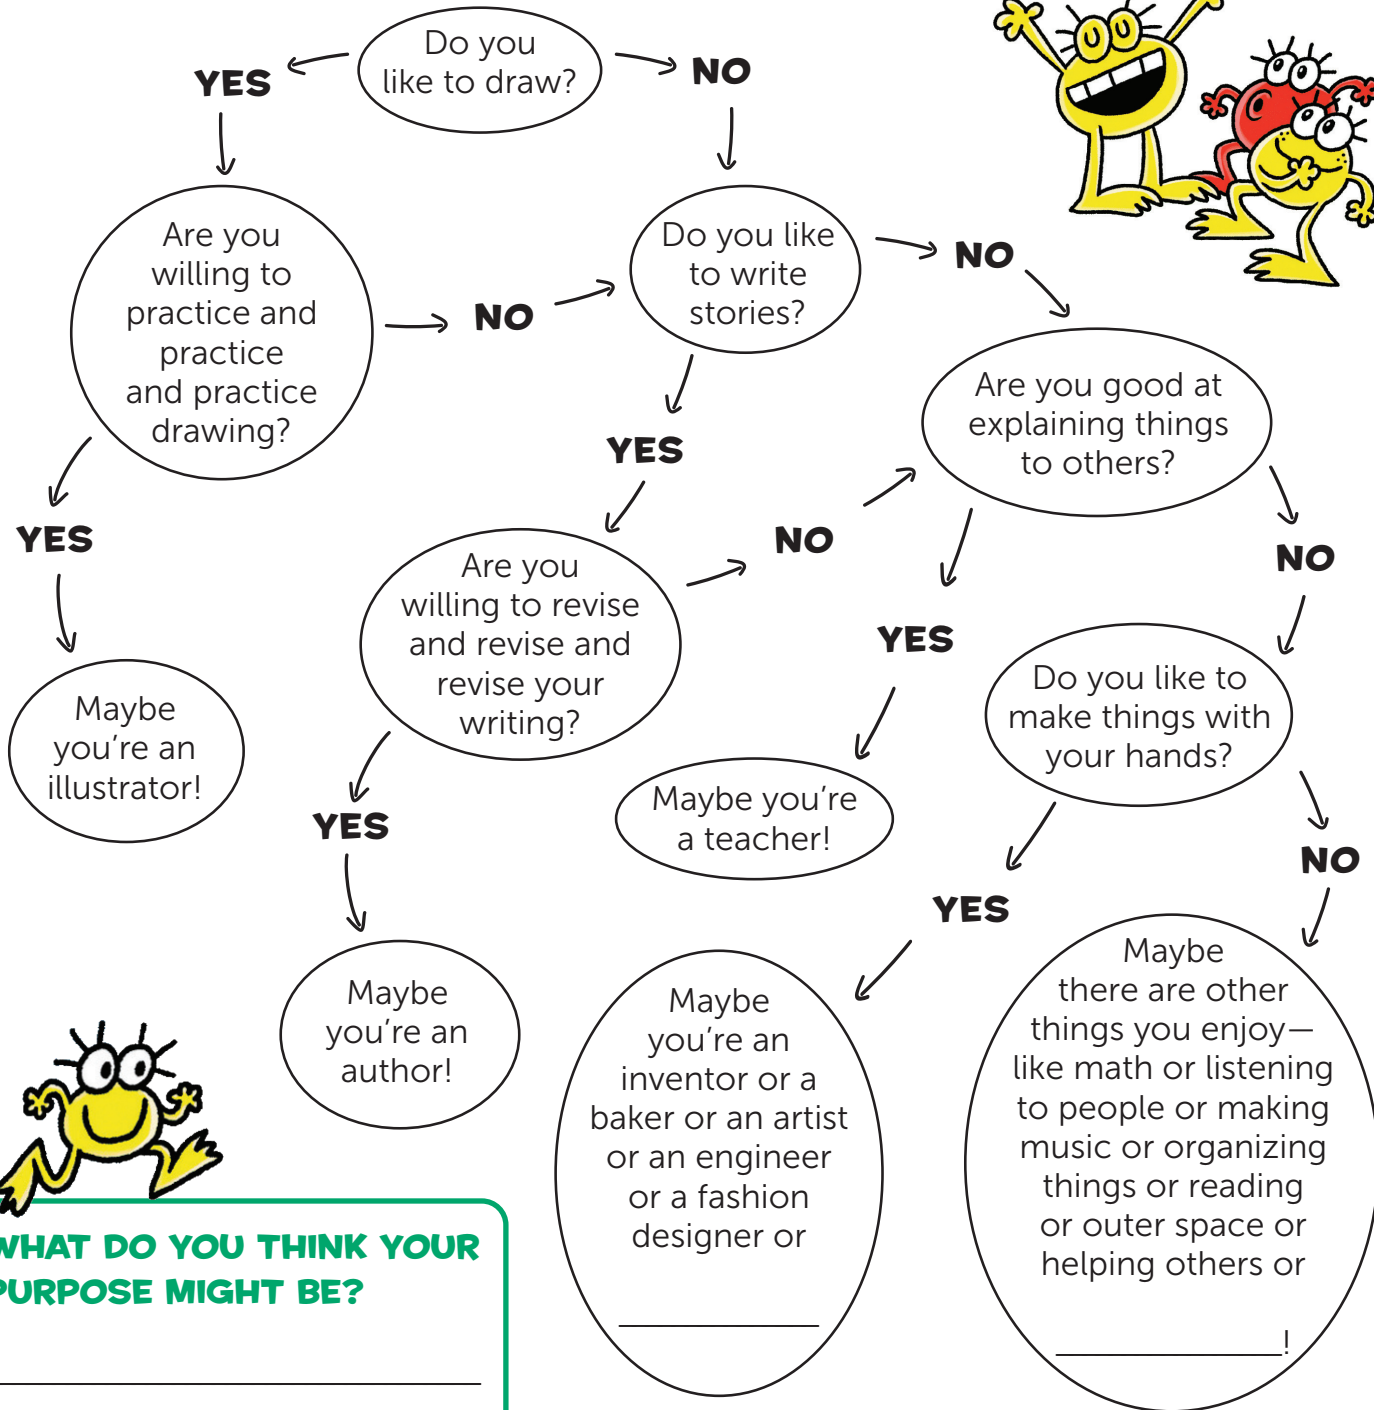 Do you
like to draw?
YES
NO
Are you
willing to
practice and
practice
and practice
drawing?
NO
Do you like
to write
stories?
NO
YES
Are you good at
explaining things
to others?
YES
NO
NO
Are you
willing to revise
and revise and
revise your
writing?
YES
Do you like to
make things with
your hands?
Maybe
you're an
illustrator!
YES
Maybe you're
a teacher!
NO
YES
Maybe
you're an
author!
Maybe
you're an
inventor or a
baker or an artist
or an engineer
or a fashion
designer or
Maybe
there are other
things you enjoy—
like math or listening
to people or making
music or organizing
things or reading
or outer space or
helping others or
!
WHAT DO YOU THINK YOUR
PURPOSE MIGHT BE?